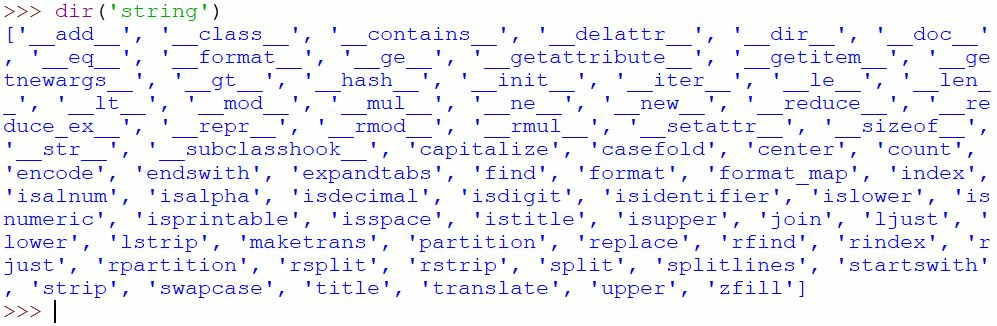 >>> dir('string')
['__add__', '__class__', '__contains__', '__delattr__', '__dir__', '__doc__'
, '__eq__', '__format__', '__ge__', '__getattribute__', '__getitem__', '__ge
tnewargs__', '__gt__', '__hash__', '__init__', '__iter__', '__le__', '__len_
_', '__lt__', '__mod__', '__mul__', '__ne__', '__new__', '__reduce__', '__re
duce_ex__', '__repr__', '__rmod__', '__rmul__', '__setattr__', '__sizeof__',
'__str__', '__subclasshook__', 'capitalize', 'casefold', 'center', 'count',
'encode', 'endswith', 'expandtabs', 'find', 'format', 'format_map', 'index',
'isalnum', 'isalpha', 'isdecimal', 'isdigit', 'isidentifier', 'islower', 'is
numeric', 'isprintable', 'isspace', 'istitle', 'isupper', 'join', 'ljust', '
lower', 'lstrip', 'maketrans', 'partition', 'replace', 'rfind', 'rindex', 'r
just', 'rpartition', 'rsplit', 'rstrip', 'split', 'splitlines', 'startswith'
, 'strip', 'swapcase', 'title', 'translate', 'upper', 'zfill']
>>>